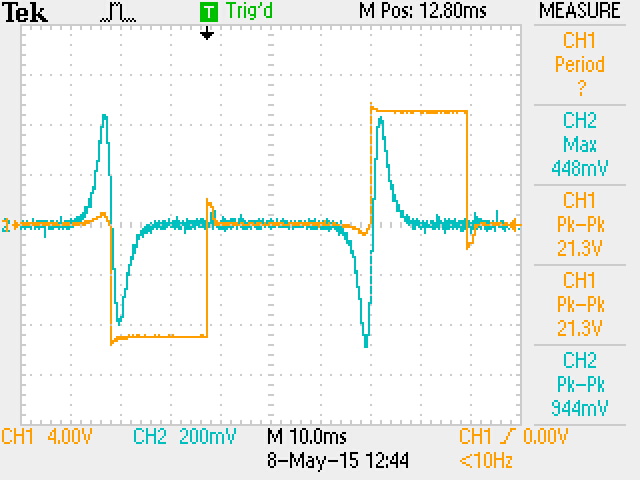 Tek T Trig'd M Pos: 12.80ms MEASURE
CH1
Period
?
CH2
Max
448mV
CH1
Pk-Pk
21.3V
CH1
Pk-Pk
21.3V
CH2
Pk-Pk
944mV
CH1 4.00V CH2 200mV M 10.0ms CH1 0.00V
8-May-15 12:44 <10Hz